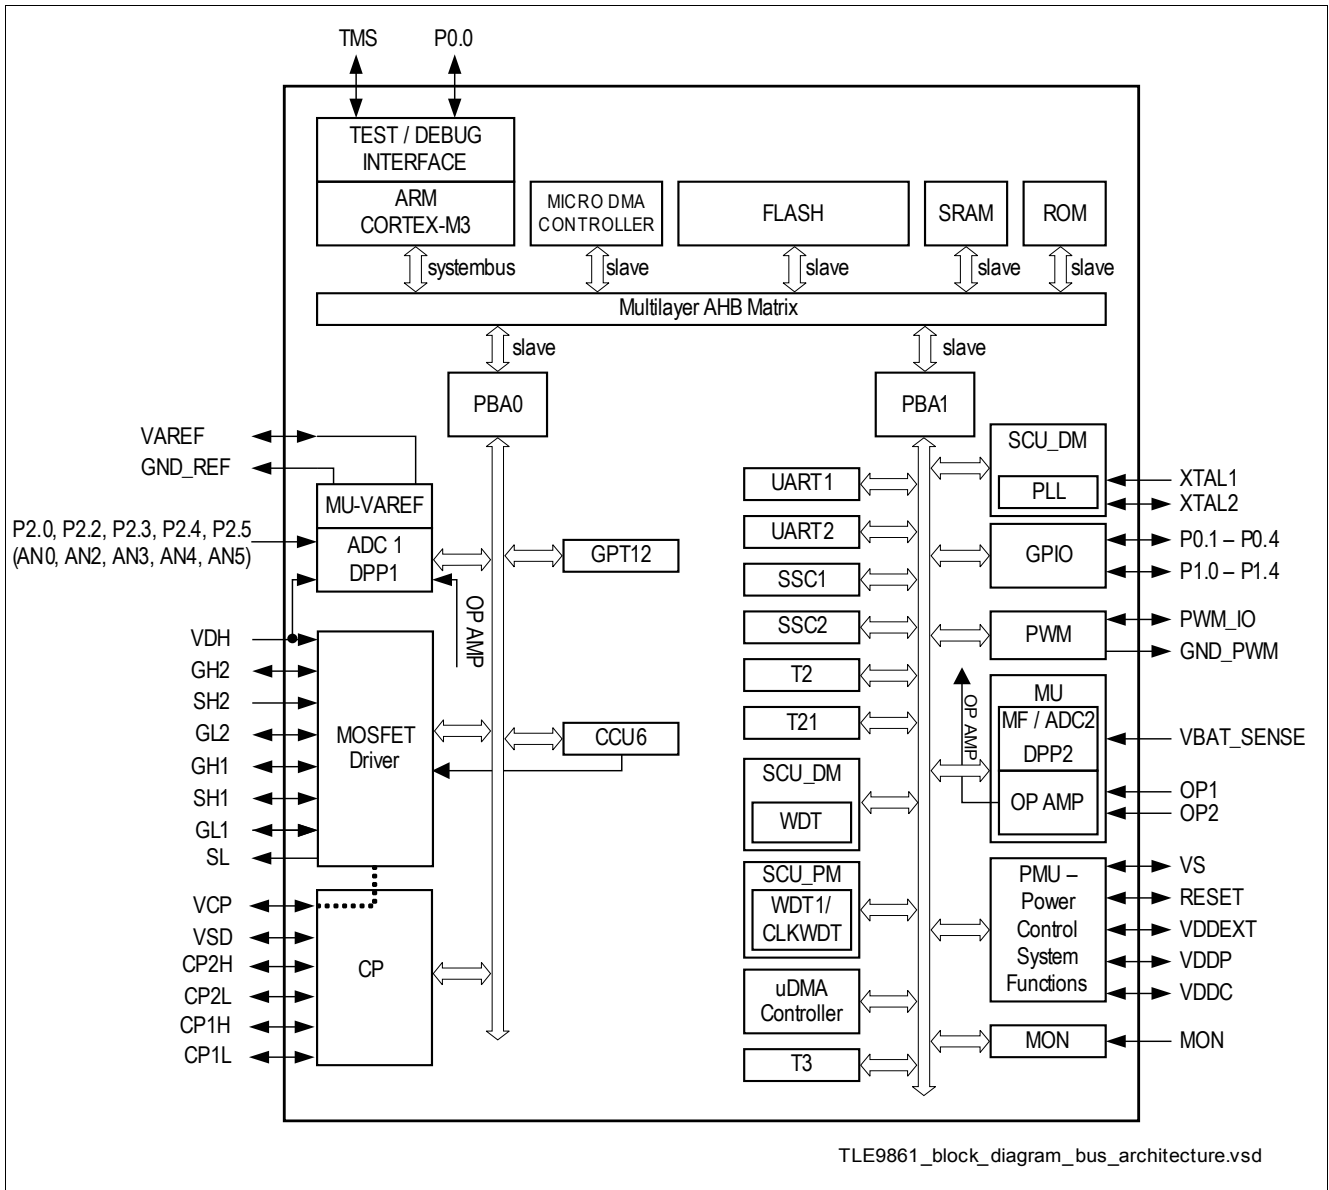 TMS
P0.0
TEST / DEBUG
INTERFACE
ARM
CORTEX-M3
MICRO DMA
CONTROLLER
FLASH
SRAM
ROM
systembus
slave
slave
slave
slave
Multilayer AHB Matrix
slave
slave
PBA0
PBA1
VAREF
GND_REF
MU-VAREF
P2.0, P2.2, P2.3, P2.4, P2.5
(AN0, AN2, AN3, AN4, AN5)
ADC 1
DPP1
OP AMP
GPT12
VDH
GH2
SH2
GL2
GH1
SH1
GL1
SL
MOSFET
Driver
CCU6
VCP
VSD
CP2H
CP2L
CP1H
CP1L
CP
UART1
UART2
SSC1
SSC2
T2
T21
SCU_DM
WDT
SCU_PM
WDT1/
CLKWDT
uDMA
Controller
T3
SCU_DM
PLL
XTAL1
XTAL2
GPIO
P0.1 – P0.4
P1.0 – P1.4
PWM
PWM_IO
GND_PWM
OP AMP
MU
MF / ADC2
DPP2
OP AMP
VBAT_SENSE
OP1
OP2
PMU –
Power
Control
System
Functions
VS
RESET
VDDEXT
VDDP
VDDC
MON
MON
TLE9861_block_diagram_bus_architecture.vsd